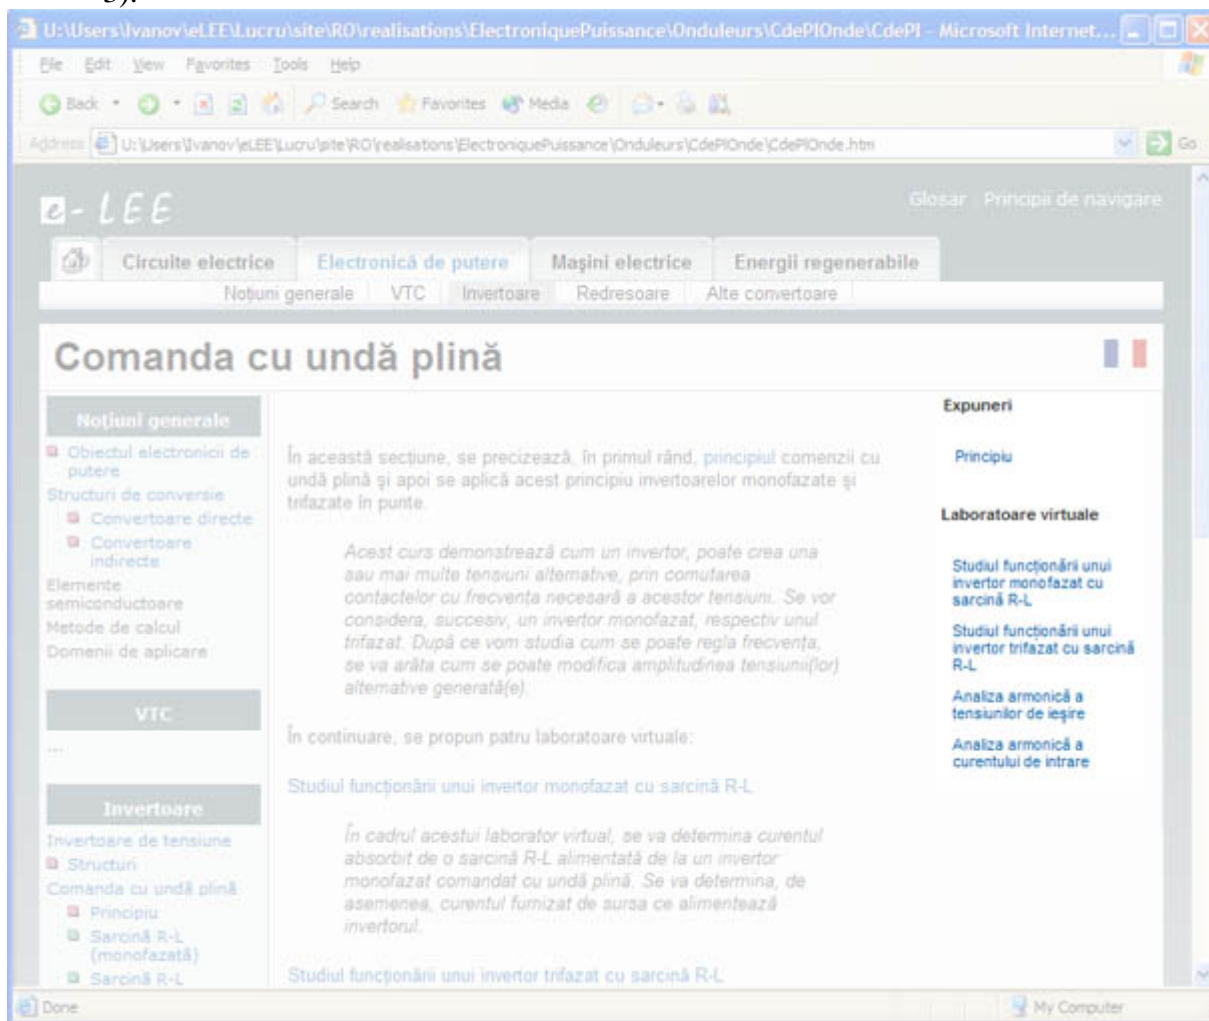 3).
U:\Users\Ivanov\eLEE\Lucru\site\RO\realisations\ElectroniquePuissance\Onduleurs\CdePlOnde\CdePl - Microsoft Internet...
File Edit View Favorites Tools Help
Back Search Favorites Media
Address U:\Users\Ivanov\eLEE\Lucru\site\RO\realisations\ElectroniquePuissance\Onduleurs\CdePlOnde\CdePlOnde.htm Go
e-LEE
Glosar Principii de navigare
Circuite electrice Electronică de putere Maşini electrice Energii regenerabile
Noţiuni generale VTC Invertoare Redresoare Alte convertoare
Comanda cu undă plină
Noţiuni generale
Obiectul electronicii de
putere
Structuri de conversie
Convertoare directe
Convertoare
indirecte
Elemente
semiconductoare
Metode de calcul
Domenii de aplicare
VTC
...
Invertoare
Invertoare de tensiune
Structuri
Comanda cu undă plină
Principiu
Sarcină R-L
(monofazată)
Sarcină R-L
În această secţiune, se precizează, în primul rând, principiul comenzii cu
undă plină şi apoi se aplică acest principiu invertoarelor monofazate şi
trifazate în punte.
Acest curs demonstrează cum un invertor, poate crea una
sau mai multe tensiuni alternative, prin comutarea
contactelor cu frecvenţa necesară a acestor tensiuni. Se vor
considera, succesiv, un invertor monofazat, respectiv unul
trifazat. După ce vom studia cum se poate regla frecvenţa,
se va arăta cum se poate modifica amplitudinea tensiunii(lor)
alternative generată(e).
În continuare, se propun patru laboratoare virtuale:
Studiul funcţionării unui invertor monofazat cu sarcină R-L
În cadrul acestui laborator virtual, se va determina curentul
absorbit de o sarcină R-L alimentată de la un invertor
monofazat comandat cu undă plină. Se va determina, de
asemenea, curentul furnizat de sursa ce alimentează
invertorul.
Studiul funcţionării unui invertor trifazat cu sarcină R-L
Expuneri
Principiu
Laboratoare virtuale
Studiul funcţionării unui
invertor monofazat cu
sarcină R-L
Studiul funcţionării unui
invertor trifazat cu sarcină
R-L
Analiza armonică a
tensiunilor de ieşire
Analiza armonică a
curentului de intrare
Done My Computer